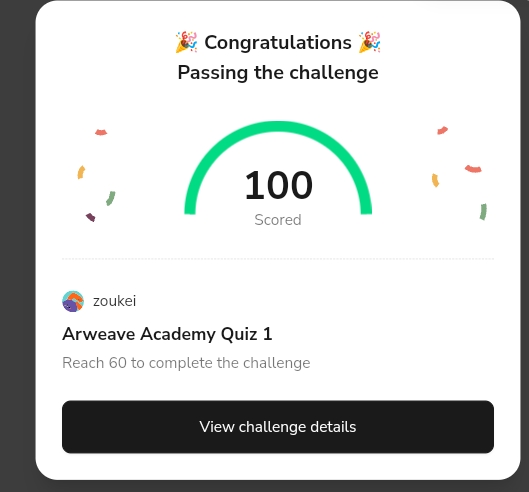 🎉 Congratulations 🎉
Passing the challenge
100
Scored
zoukei
Arweave Academy Quiz 1
Reach 60 to complete the challenge
View challenge details